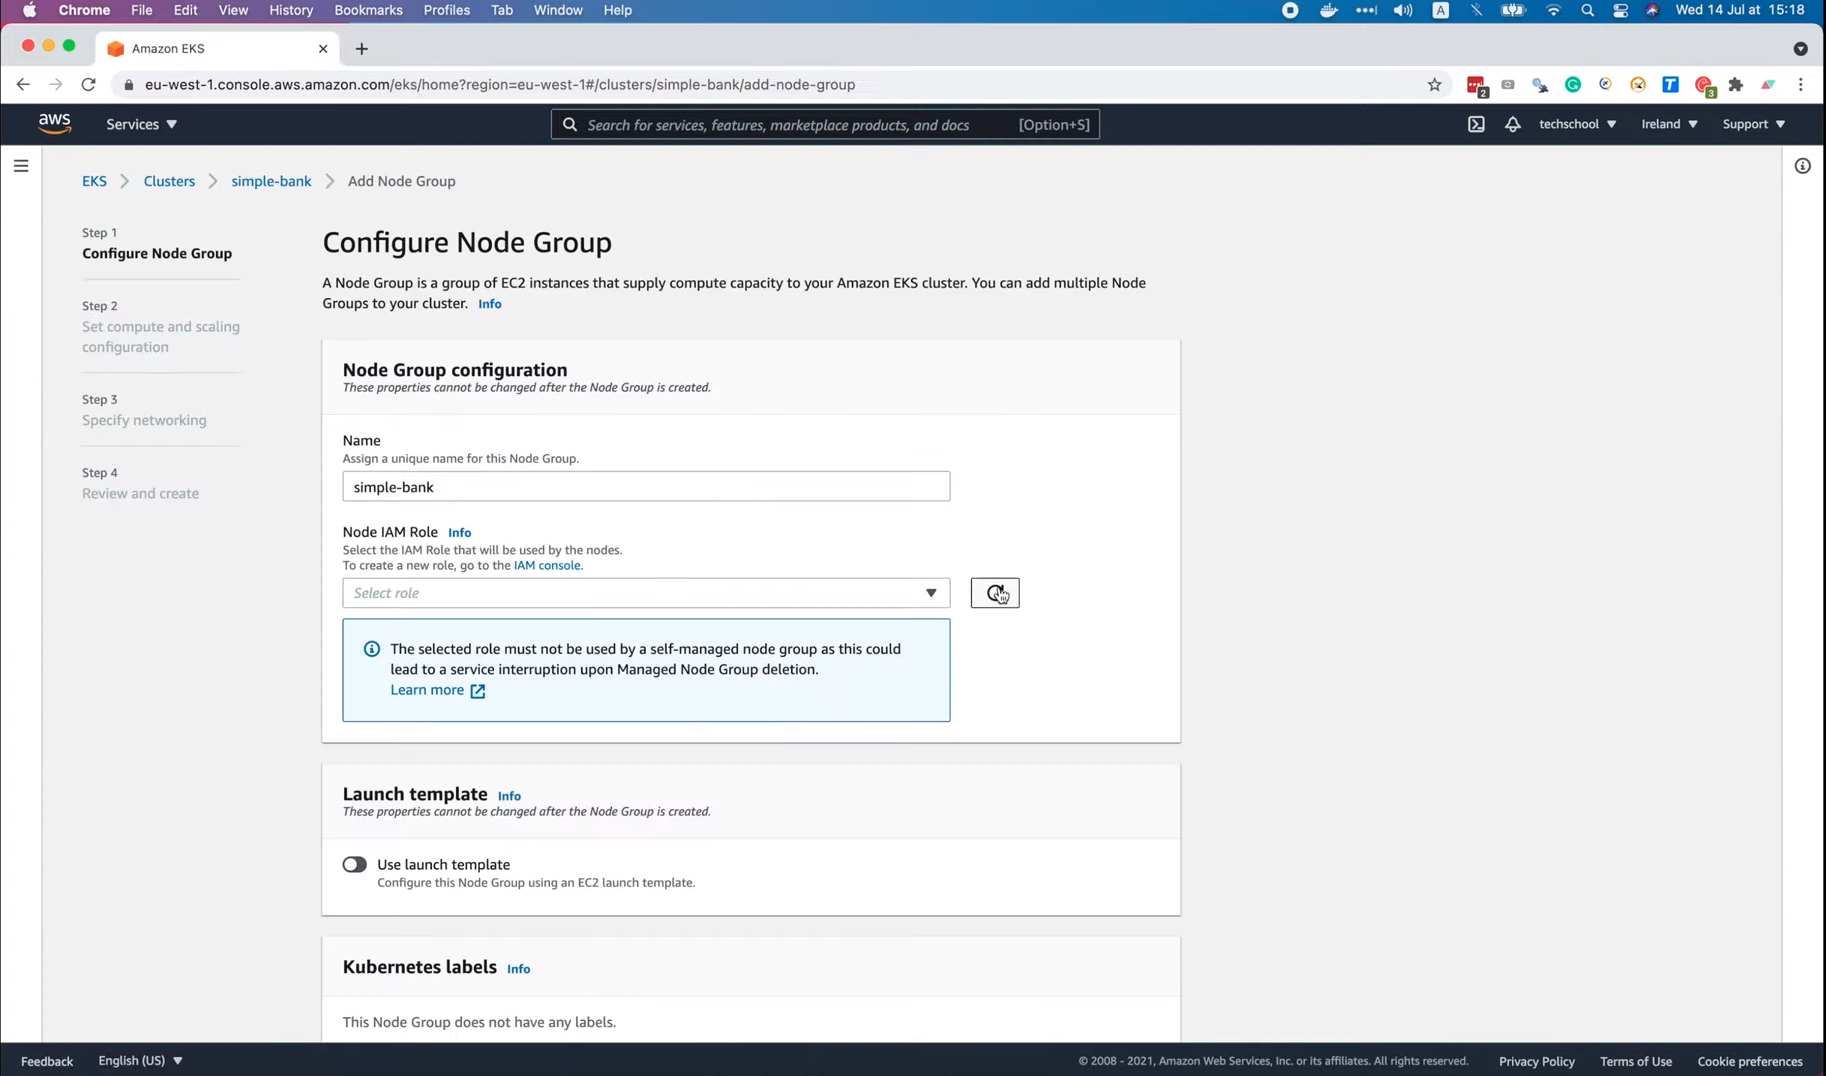 Chrome File Edit View History Bookmarks Profiles Tab Window Help A Wed 14 Jul at 15:18
Amazon EKS
eu-west-1.console.aws.amazon.com/eks/home?region=eu-west-1#/clusters/simple-bank/add-node-group 2 T 3
aws Services Search for services, features, marketplace products, and docs [Option+S] techschool Ireland Support
EKS Clusters simple-bank Add Node Group
Step 1
Configure Node Group
Step 2
Set compute and scaling
configuration
Step 3
Specify networking
Step 4
Review and create
Configure Node Group
A Node Group is a group of EC2 instances that supply compute capacity to your Amazon EKS cluster. You can add multiple Node
Groups to your cluster. Info
Node Group configuration
These properties cannot be changed after the Node Group is created.
Name
Assign a unique name for this Node Group.
simple-bank
Node IAM Role Info
Select the IAM Role that will be used by the nodes.
To create a new role, go to the IAM console.
Select role
The selected role must not be used by a self-managed node group as this could
lead to a service interruption upon Managed Node Group deletion.
Learn more
Launch template Info
These properties cannot be changed after the Node Group is created.
Use launch template
Configure this Node Group using an EC2 launch template.
Kubernetes labels Info
This Node Group does not have any labels.
Feedback English (US) © 2008 - 2021, Amazon Web Services, Inc. or its affiliates. All rights reserved. Privacy Policy Terms of Use Cookie preferences